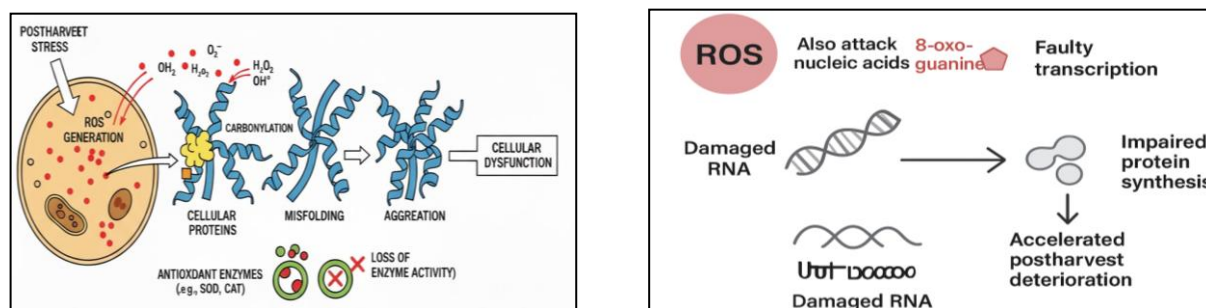 POSTHARVEET
STRESS
O₂⁻
OH₂
H₂O₂
H₂O₂
OH•
ROS
GENERATION
CARBONYLATION
CELLULAR
DYSFUNCTION
CELLULAR
PROTEINS
MISFOLDING
AGGREATION
ANTIOXDANT ENZYMES
(.eg, SOD, CAT)
LOSS OF
ENZYME ACTIVITY)
ROS
Also attack
nucleic acids
8-oxo-
guanine
Faulty
transcription
Damaged
RNA
Impaired
protein
synthesis
Accelerated
postharvest
deterioration
Damaged RNA